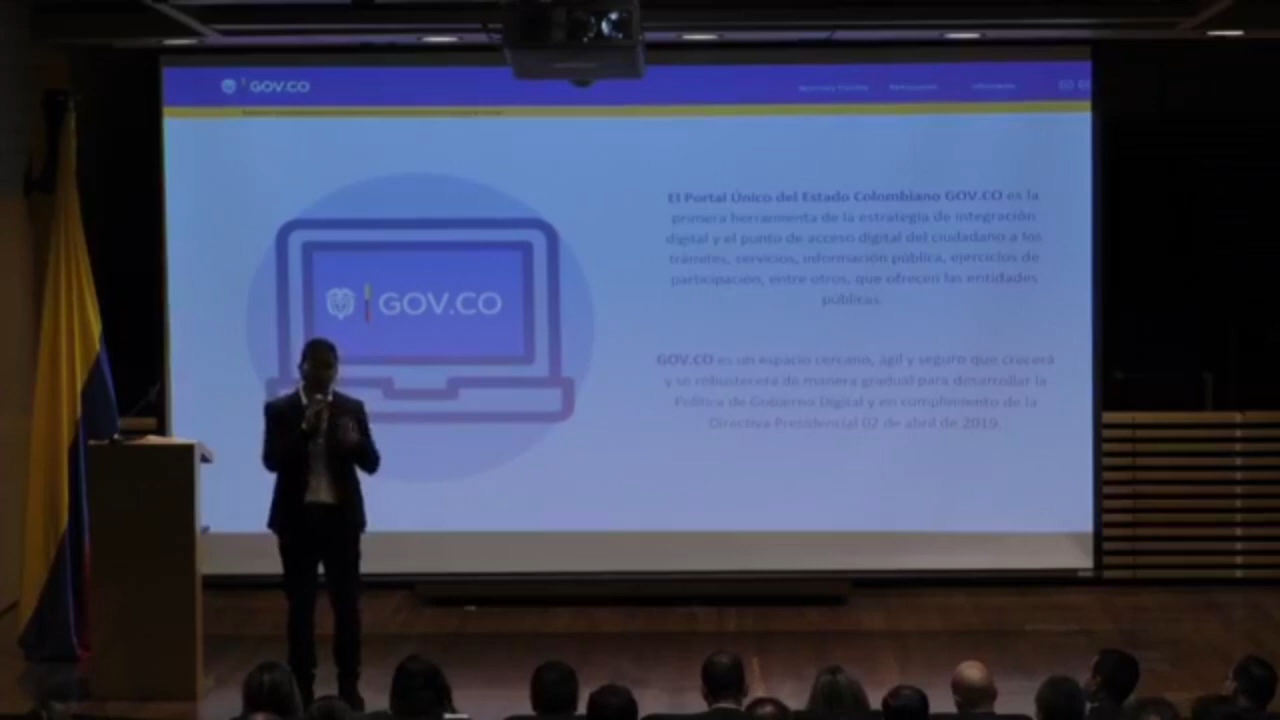 GOV.CO
El Portal Único del Estado Colombiano GOV.CO es la
primera herramienta de la estrategia de integración
digital y el punto de acceso digital del ciudadano a los
trámites, servicios, información pública, ejercicios de
participación, entre otros, que ofrecen las entidades
públicas.
GOV.CO
GOV.CO es un espacio cercano, ágil y seguro que crecerá
y se robustecerá de manera gradual para desarrollar la
Política de Gobierno Digital y en cumplimiento de la
Directiva Presidencial 02 de abril de 2019.